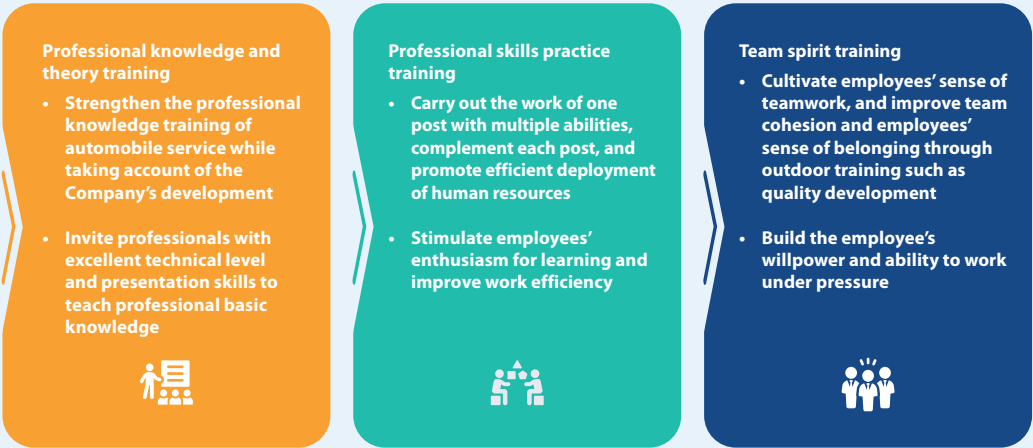 Professional knowledge and
theory training
• Strengthen the professional
knowledge training of
automobile service while
taking account of the
Company’s development
• Invite professionals with
excellent technical level
and presentation skills to
teach professional basic
knowledge
Professional skills practice
training
• Carry out the work of one
post with multiple abilities,
complement each post, and
promote efficient deployment
of human resources
• Stimulate employees’
enthusiasm for learning and
improve work efficiency
Team spirit training
• Cultivate employees’ sense of
teamwork, and improve team
cohesion and employees’
sense of belonging through
outdoor training such as
quality development
• Build the employee’s
willpower and ability to work
under pressure